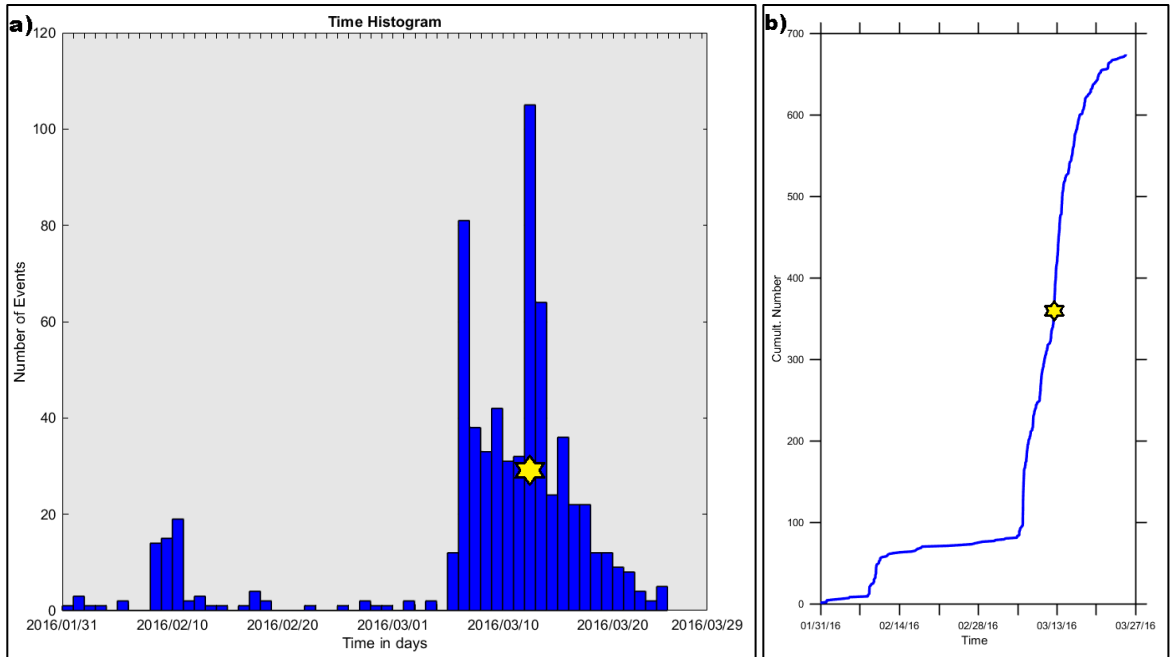 a)
Time Histogram
120
100
80
60
40
20
0
Number of Events
2016/01/31 2016/02/10 2016/02/20 2016/03/01 2016/03/10 2016/03/20 2016/03/29
Time in days
b)
700
600
500
400
300
200
100
0
Cumult. Number
01/31/16 02/14/16 02/28/16 03/13/16 03/27/16
Time